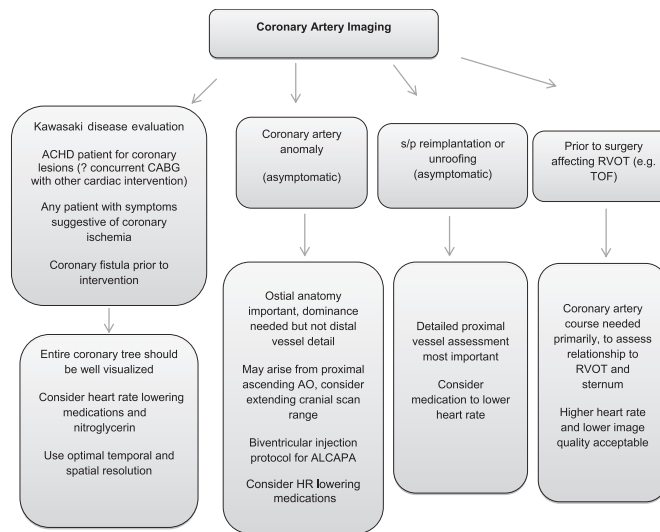 Coronary Artery Imaging
Kawasaki disease evaluation
ACHD patient for coronary
lesions (? concurrent CABG
with other cardiac intervention)
Any patient with symptoms
suggestive of coronary
ischemia
Coronary fistula prior to
intervention
Entire coronary tree should
be well visualized
Consider heart rate lowering
medications and
nitroglycerin
Use optimal temporal and
spatial resolution
Coronary artery
anomaly
(asymptomatic)
Ostial anatomy
important, dominance
needed but not distal
vessel detail
May arise from proximal
ascending AO, consider
extending cranial scan
range
Biventricular injection
protocol for ALCAPA
Consider HR lowering
medications
s/p reimplantation or
unroofing
(asymptomatic)
Detailed proximal
vessel assessment
most important
Consider
medication to lower
heart rate
Prior to surgery
affecting RVOT (e.g.
TOF)
Coronary artery
course needed
primarily, to assess
relationship to
RVOT and
sternum
Higher heart rate
and lower image
quality acceptable